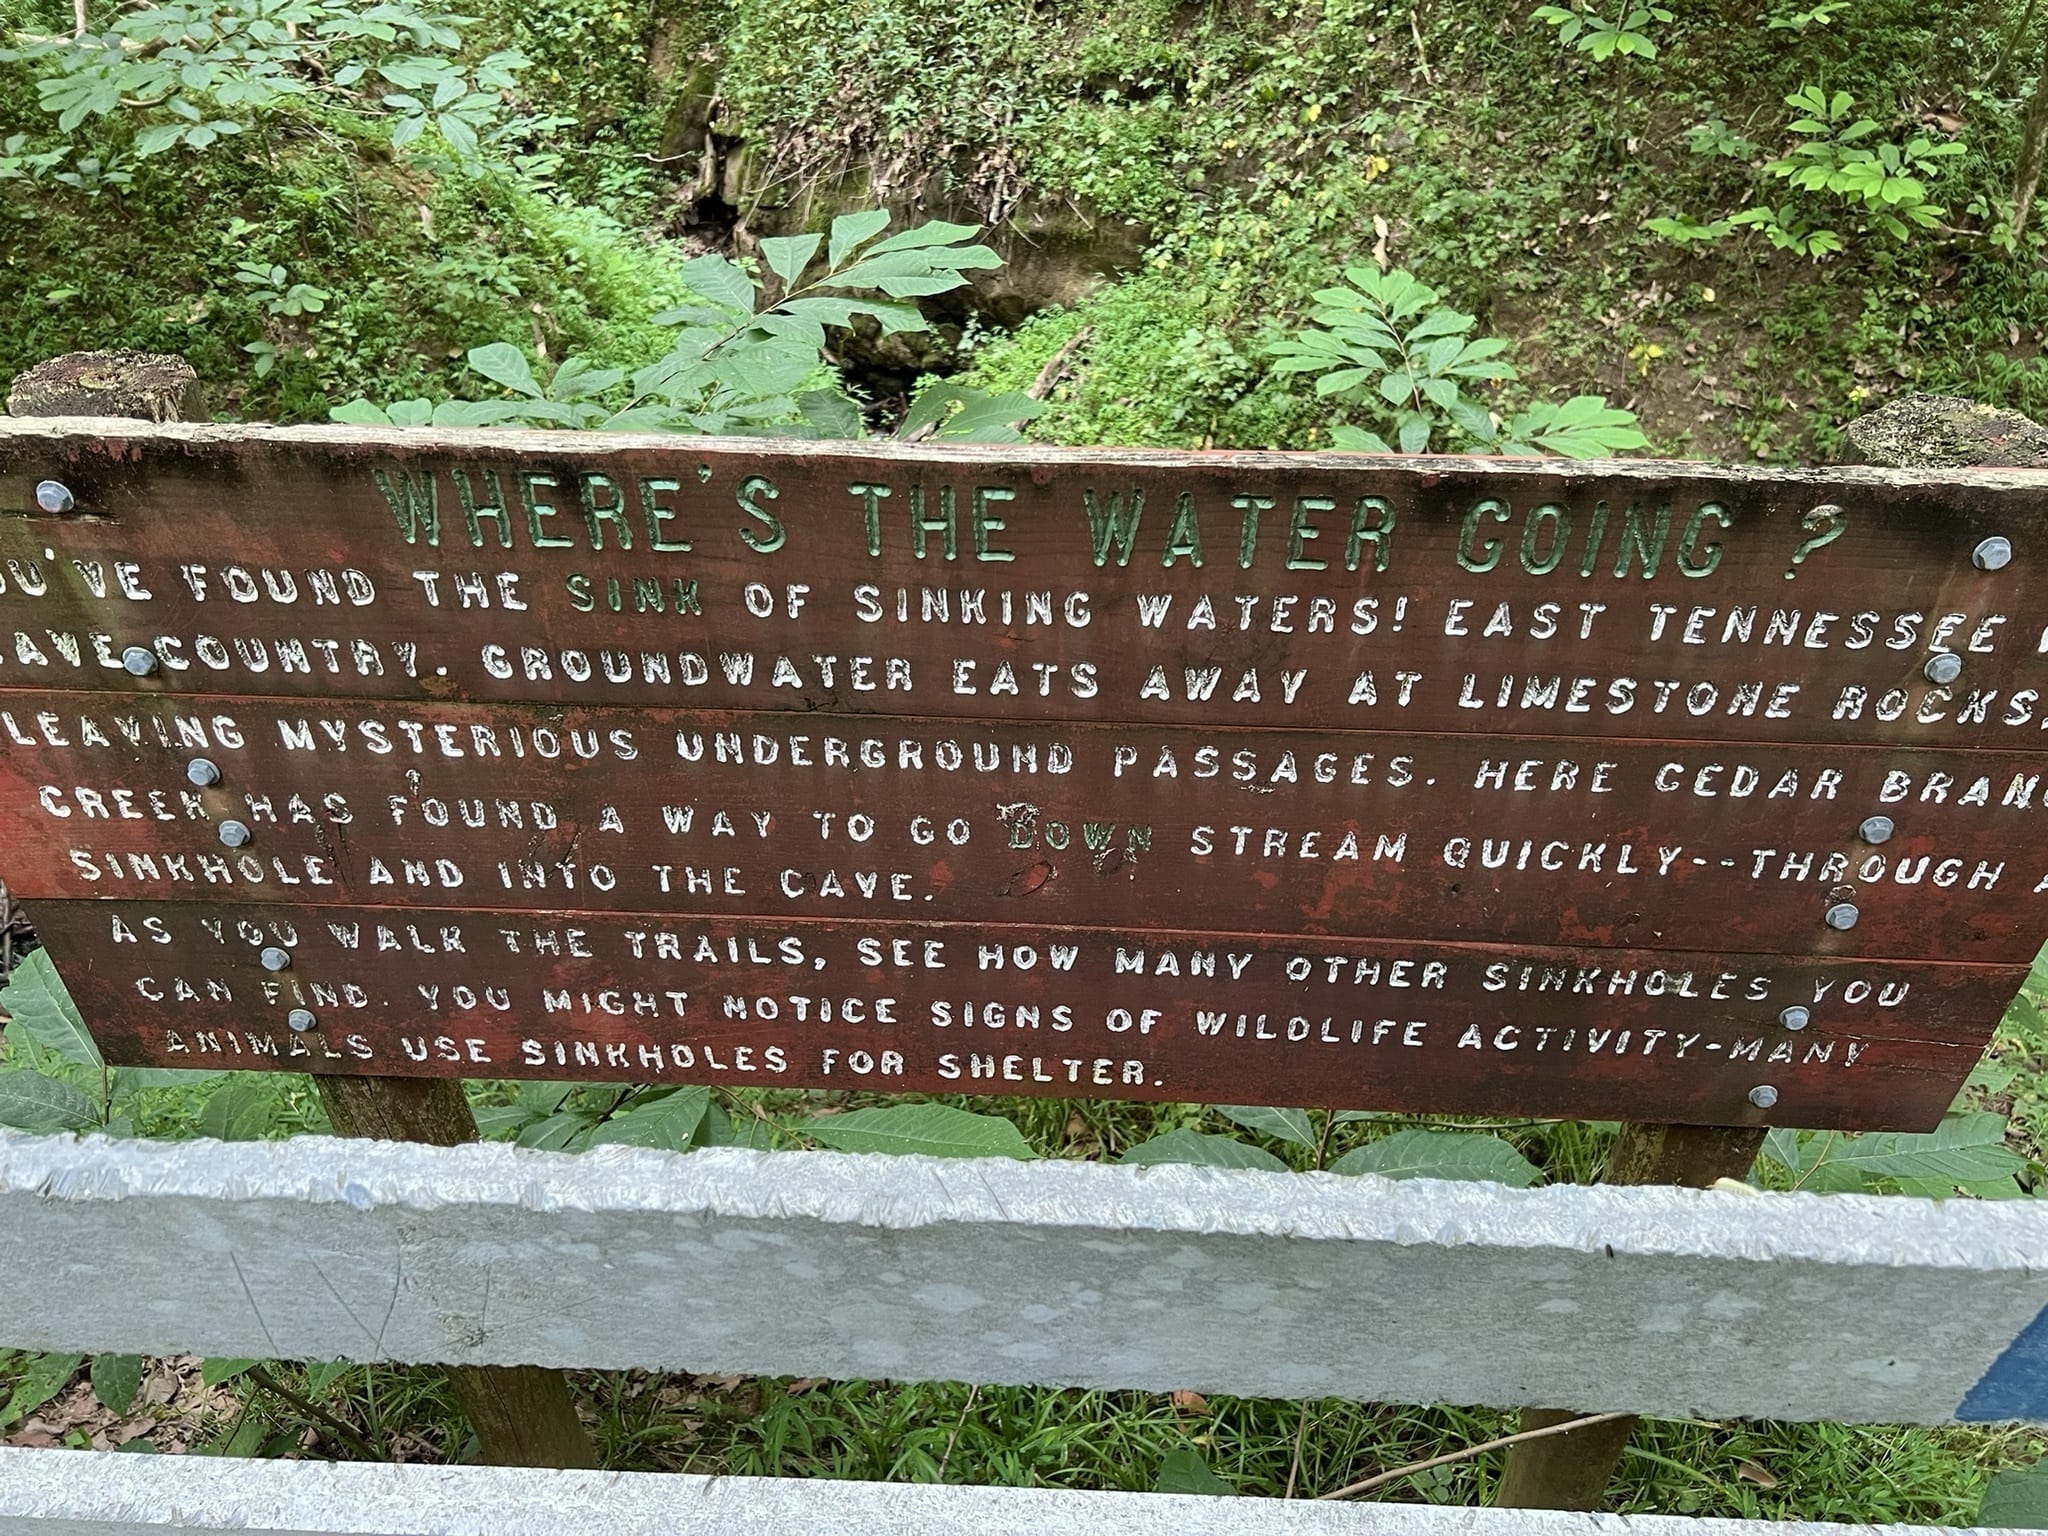 WHERE'S THE WATER GOING ?
OU'VE FOUND THE SINK OF SINKING WATERS! EAST TENNESSEE
AVE COUNTRY. GROUNDWATER EATS AWAY AT LIMESTONE ROCKS,
LEAVING MYSTERIOUS UNDERGROUND PASSAGES. HERE CEDAR BRAN
CREEK HAS FOUND A WAY TO GO DOWN STREAM QUICKLY--THROUGH A
SINKHOLE AND INTO THE CAVE.
AS YOU WALK THE TRAILS, SEE HOW MANY OTHER SINKHOLES YOU
CAN FIND. YOU MIGHT NOTICE SIGNS OF WILDLIFE ACTIVITY-MANY
ANIMALS USE SINKHOLES FOR SHELTER.